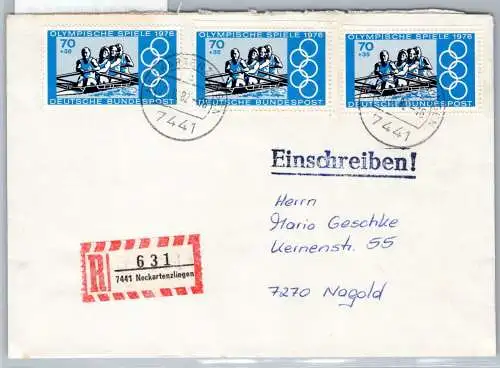 OLYMPISCHE SPIELE 1976
70
+35
DEUTSCHE BUNDESPOST
OLYMPISCHE SPIELE 1976
70
+35
DEUTSCHE BUNDESPOST
OLYMPISCHE SPIELE 1976
70
+35
DEUTSCHE BUNDESPOST
7441
7441
Einschreiben!
Herrn
Mario Geschke
Kernenstr. 55
7270 Nagold
R
631
7441 Neckartenzlingen